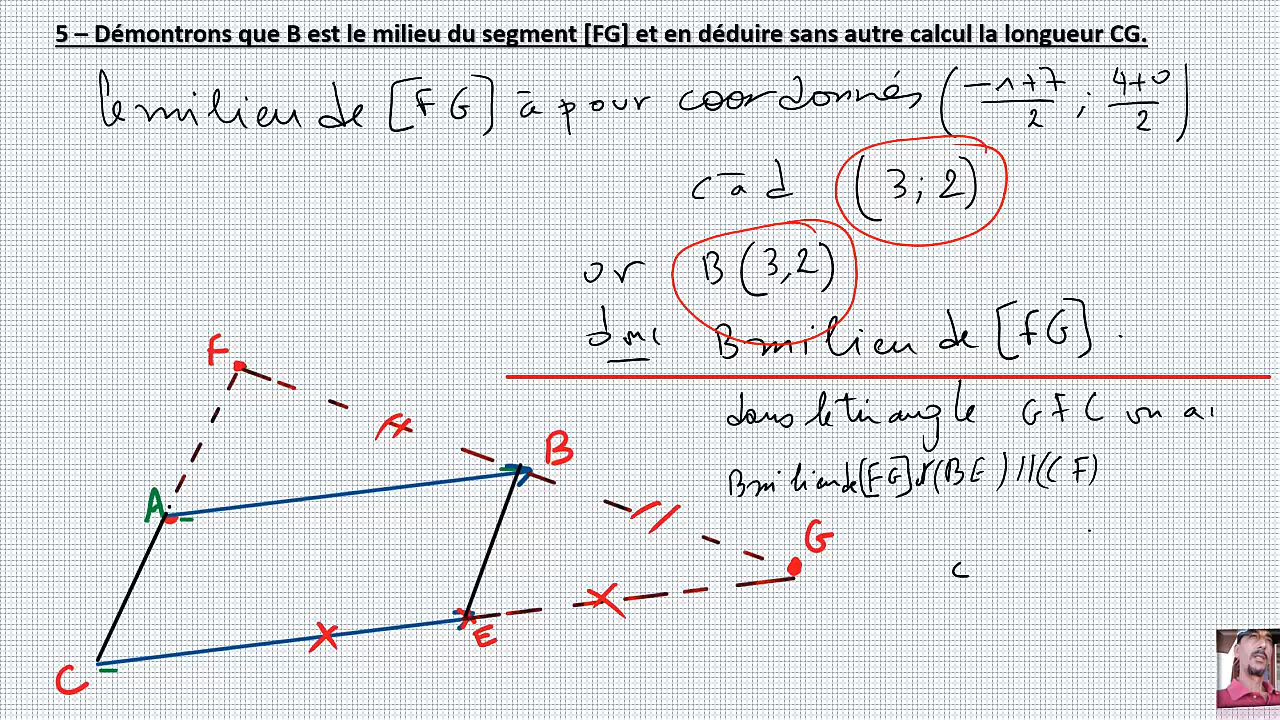 5 – Démontrons que B est le milieu du segment [FG] et en déduire sans autre calcul la longueur CG.
le milieu de [FG] à pour coordonnés (-1+7/2 ; 4+0/2)
càd (3; 2)
or B (3,2)
donc B milieu de [FG].
dans le triangle GFC on a:
B milieu de [FG] et (BE) // (CF)
c
F
B
A
G
E
C